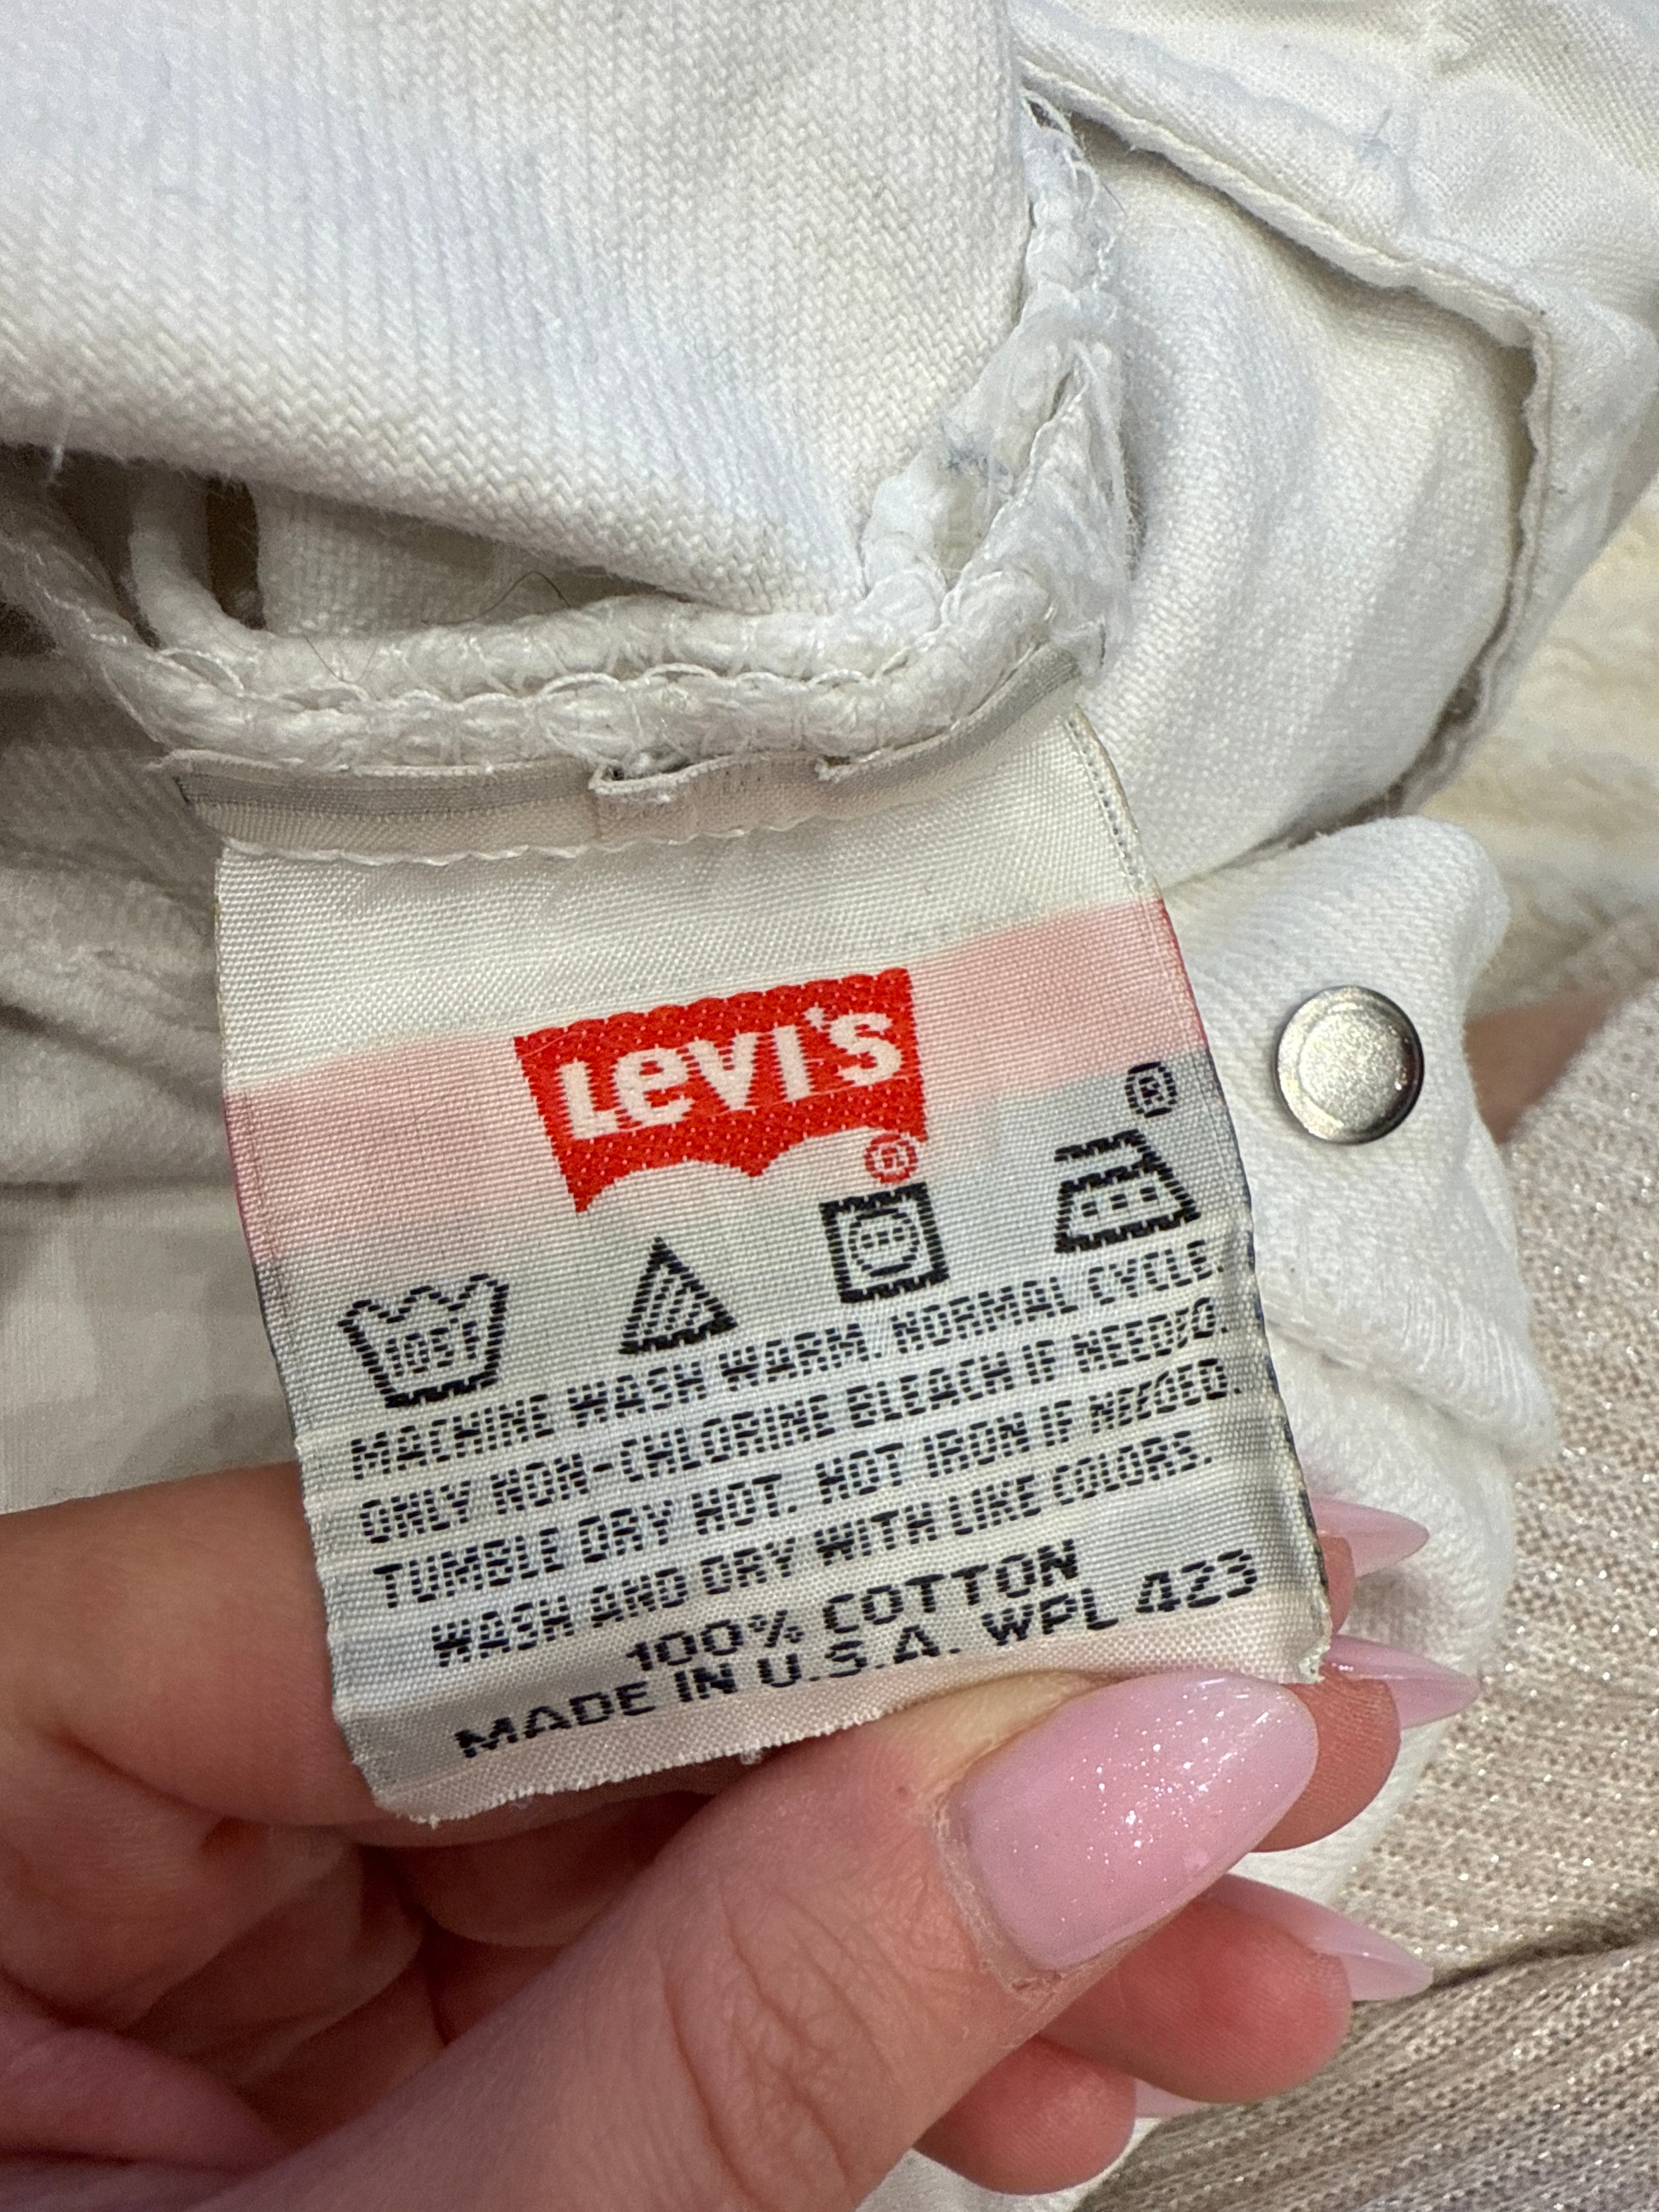 Levi's
®
®
105F
MACHINE WASH WARM. NORMAL CYCLE.
ONLY NON-CHLORINE BLEACH IF NEEDED.
TUMBLE DRY HOT. HOT IRON IF NEEDED.
WASH AND DRY WITH LIKE COLORS.
100% COTTON
MADE IN U.S.A. WPL 423